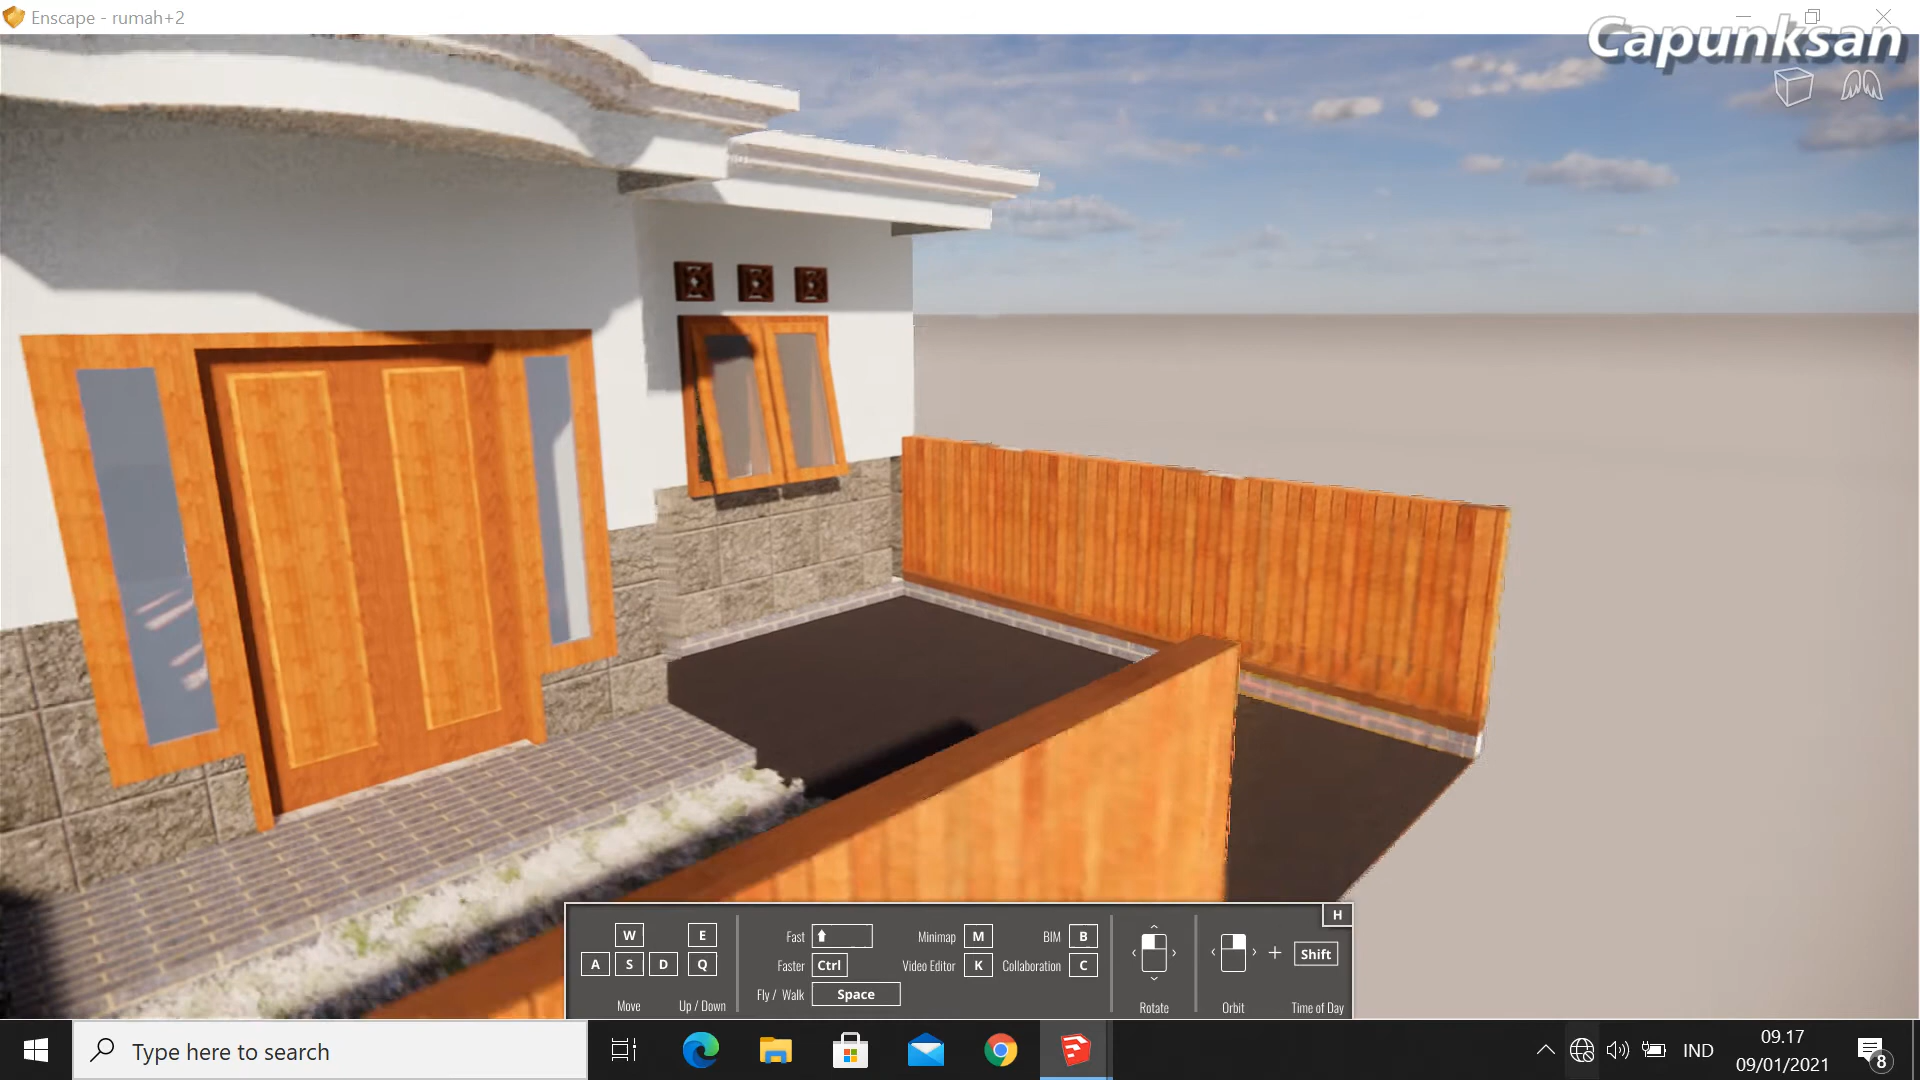 Enscape - rumah+2
Capunksan
H
W
E
A
S
D
Q
Move
Up / Down
Fast
Faster
Ctrl
Fly / Walk
Space
Minimap
M
Video Editor
K
BIM
B
Collaboration
C
Rotate
Orbit
+
Shift
Time of Day
Type here to search
IND
09.17
09/01/2021
8